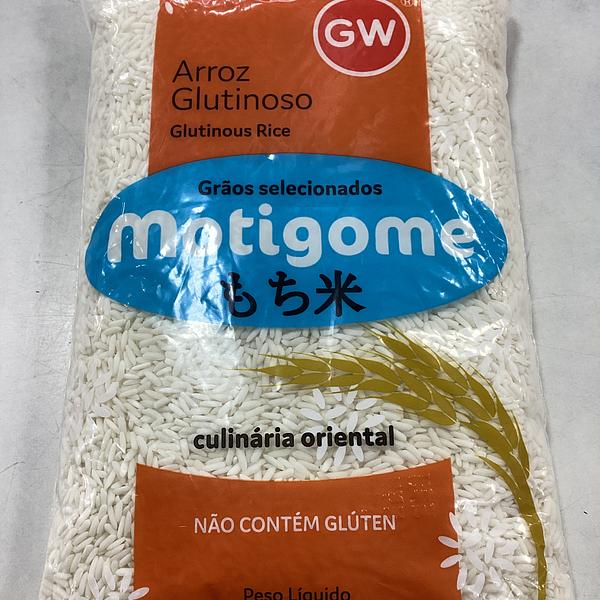 GW
®
Arroz
Glutinoso
Glutinous Rice
Grãos selecionados
Motigome
もち米
culinária oriental
NÃO CONTÉM GLÚTEN
Peso Líquido